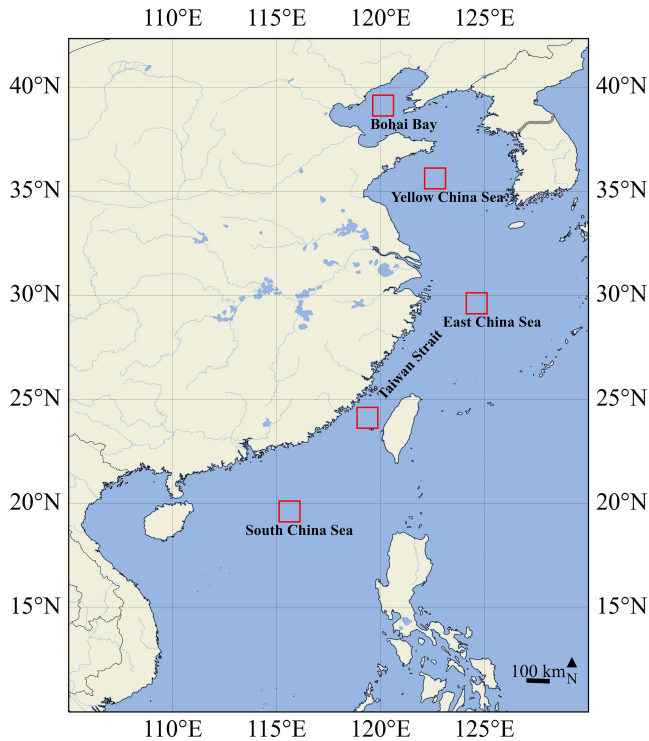 110°E 115°E 120°E 125°E
40°N 40°N
Bohai Bay
35°N 35°N
Yellow China Sea
30°N 30°N
East China Sea
Taiwan Strait
25°N 25°N
20°N 20°N
South China Sea
15°N 15°N
100 km
N
110°E 115°E 120°E 125°E